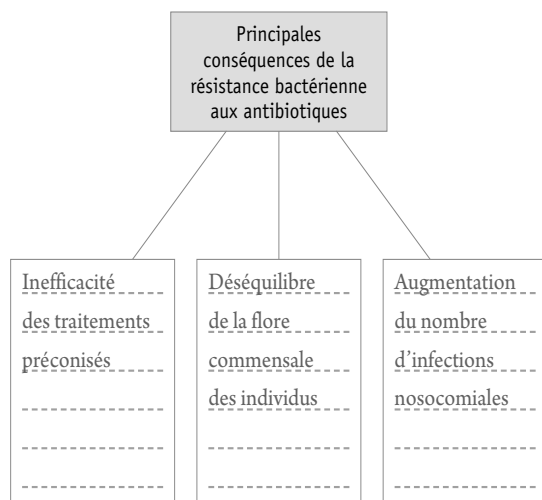 Principales
conséquences de la
résistance bactérienne
aux antibiotiques
Inefficacité
des traitements
préconisés
Déséquilibre
de la flore
commensale
des individus
Augmentation
du nombre
d’infections
nosocomiales